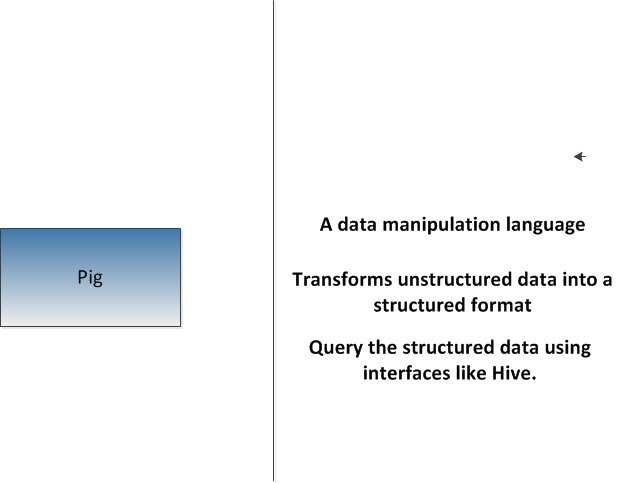 Pig
A data manipulation language
Transforms unstructured data into a
structured format
Query the structured data using
interfaces like Hive.